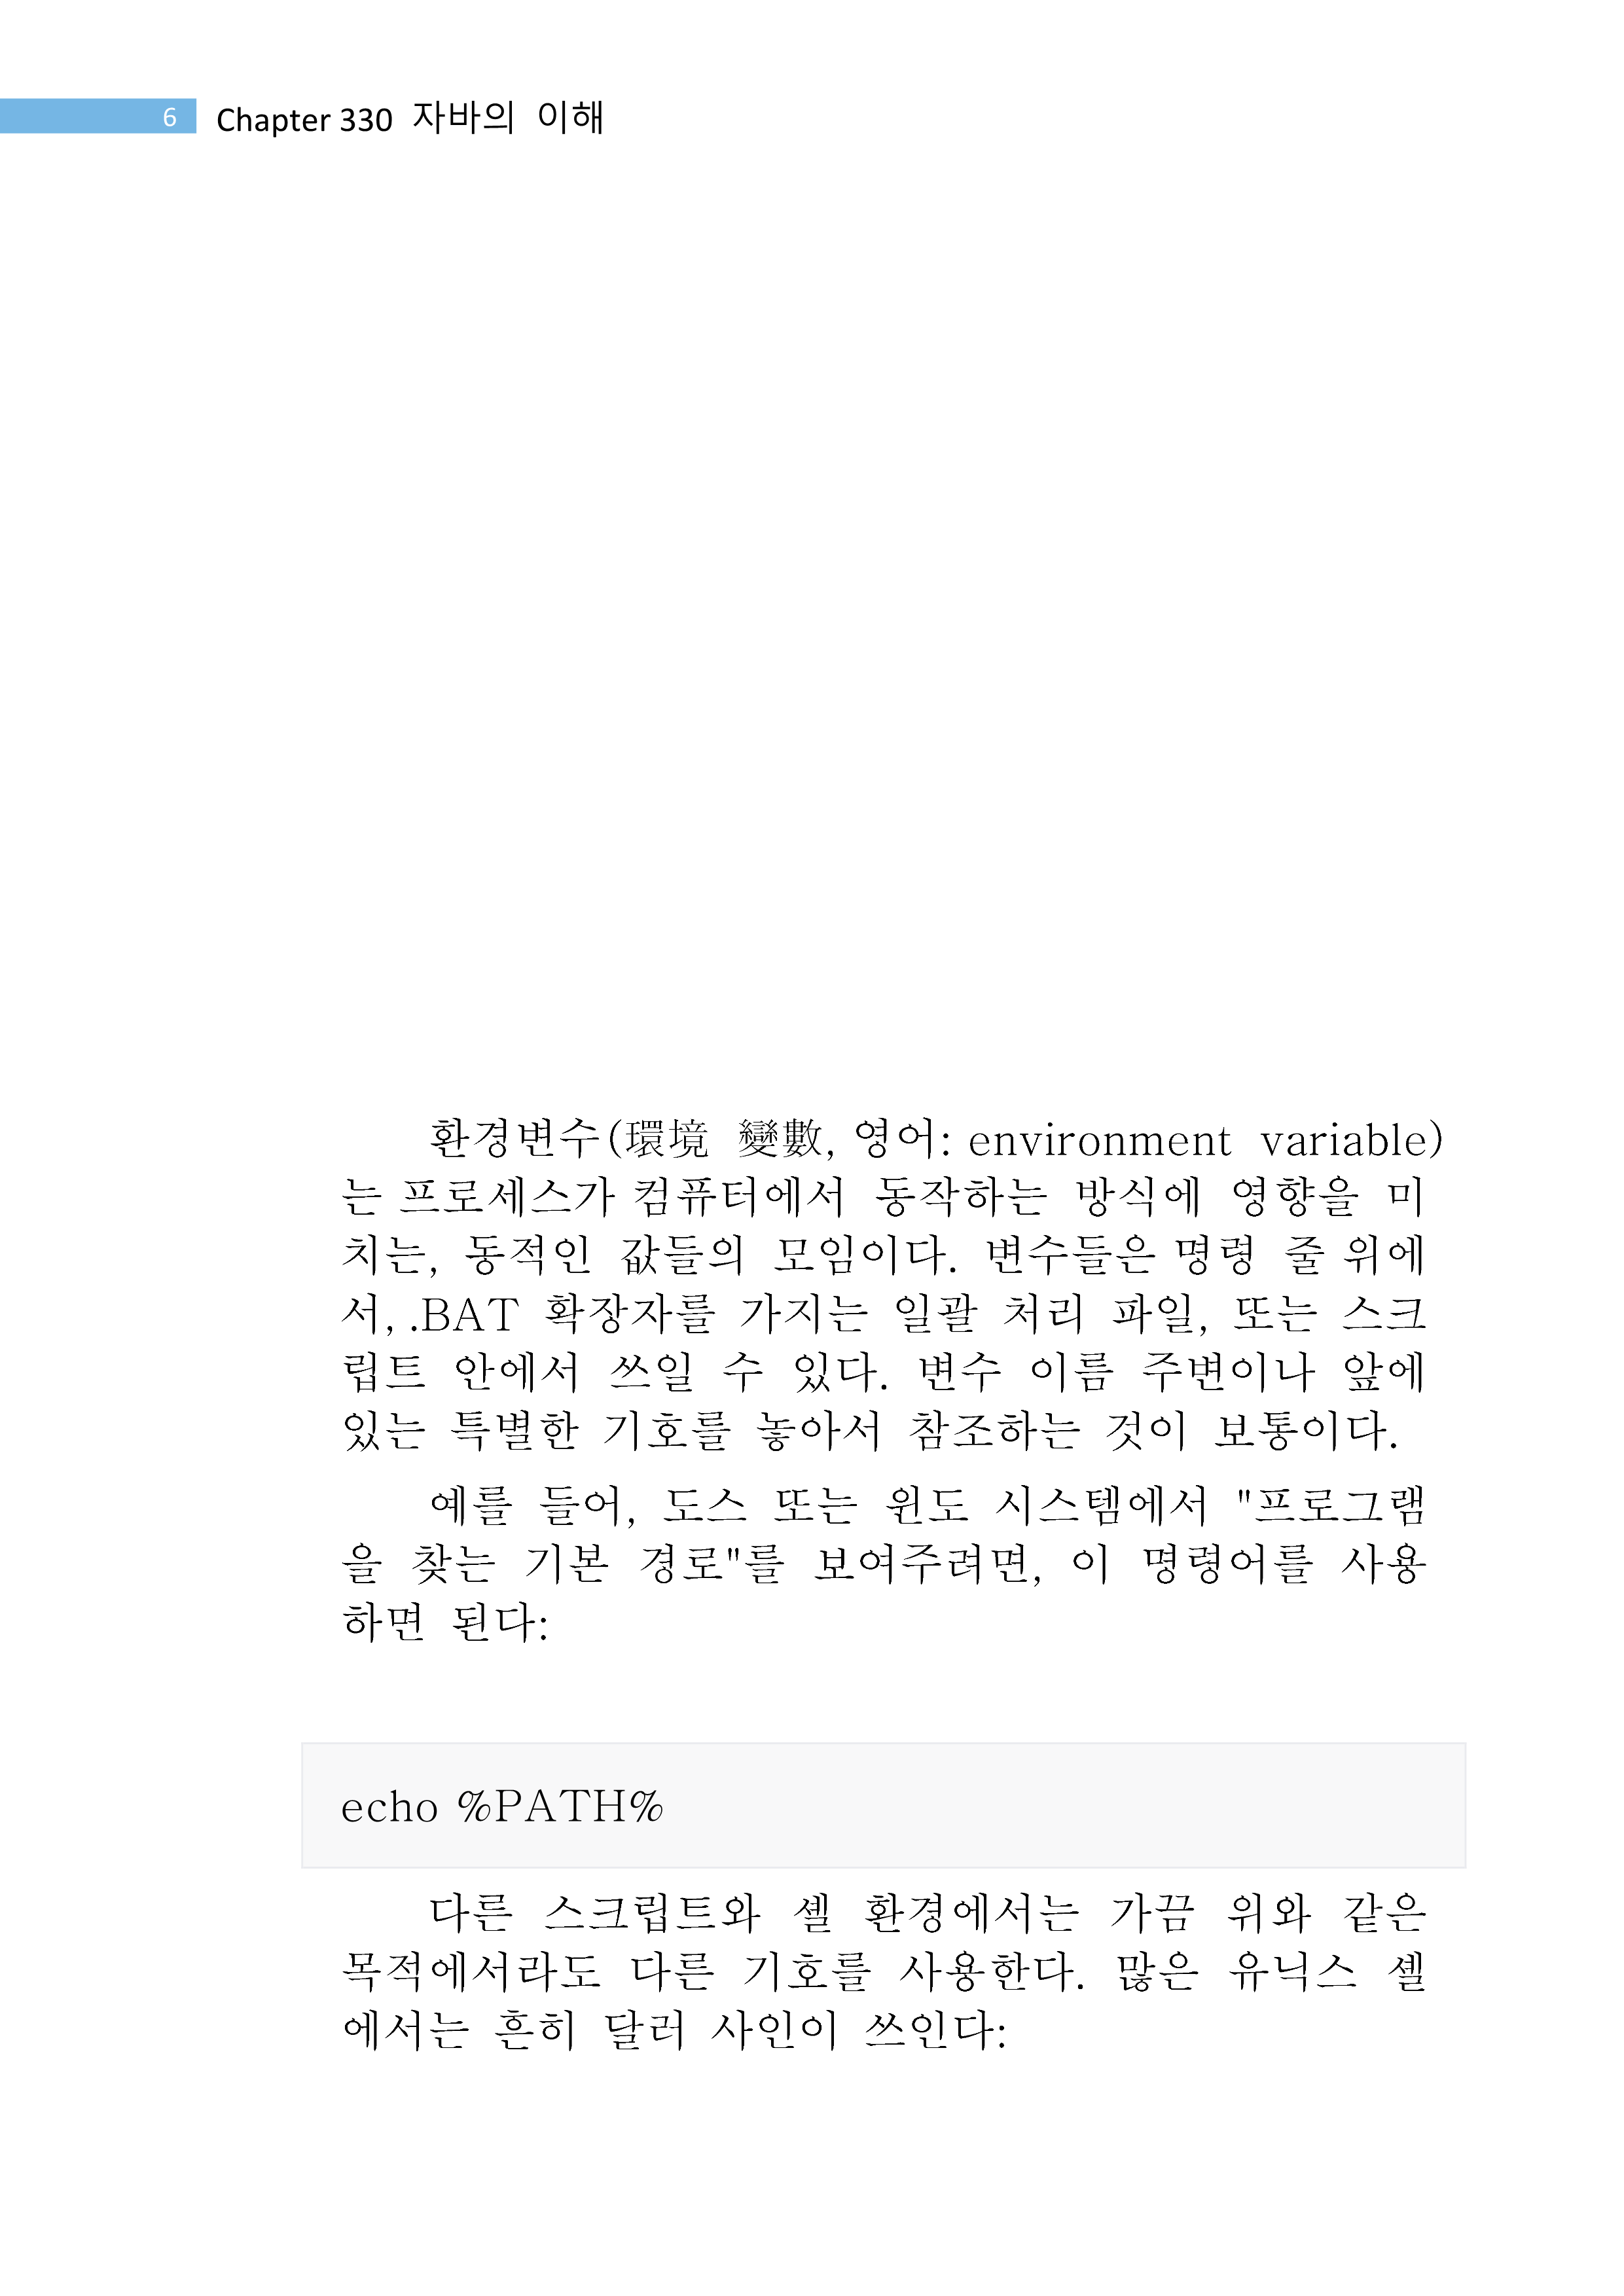 6 Chapter 330 자바의 이해
환경변수(環境 變數, 영어: environment variable)
는 프로세스가 컴퓨터에서 동작하는 방식에 영향을 미
치는, 동적인 값들의 모임이다. 변수들은 명령 줄 위에
서, .BAT 확장자를 가지는 일괄 처리 파일, 또는 스크
립트 안에서 쓰일 수 있다. 변수 이름 주변이나 앞에
있는 특별한 기호를 놓아서 참조하는 것이 보통이다.
예를 들어, 도스 또는 윈도 시스템에서 "프로그램
을 찾는 기본 경로"를 보여주려면, 이 명령어를 사용
하면 된다:
echo %PATH%
다른 스크립트와 셸 환경에서는 가끔 위와 같은
목적에서라도 다른 기호를 사용한다. 많은 유닉스 셸
에서는 흔히 달러 사인이 쓰인다: